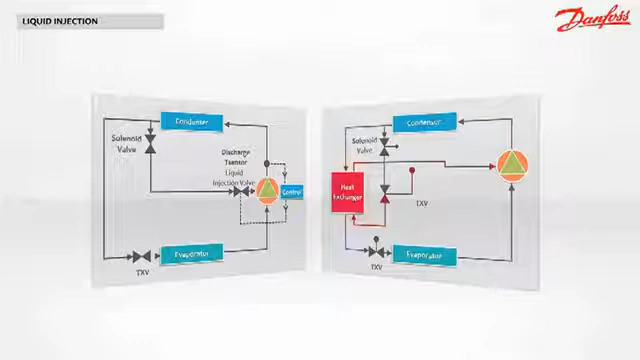 LIQUID INJECTION
Danfoss
Condenser
Solenoid
Valve
Discharge
Tsensor
Liquid
Injection Valve
Control
Evaporator
TXV
Condenser
Solenoid
Valve
Heat
Exchanger
TXV
Evaporator
TXV